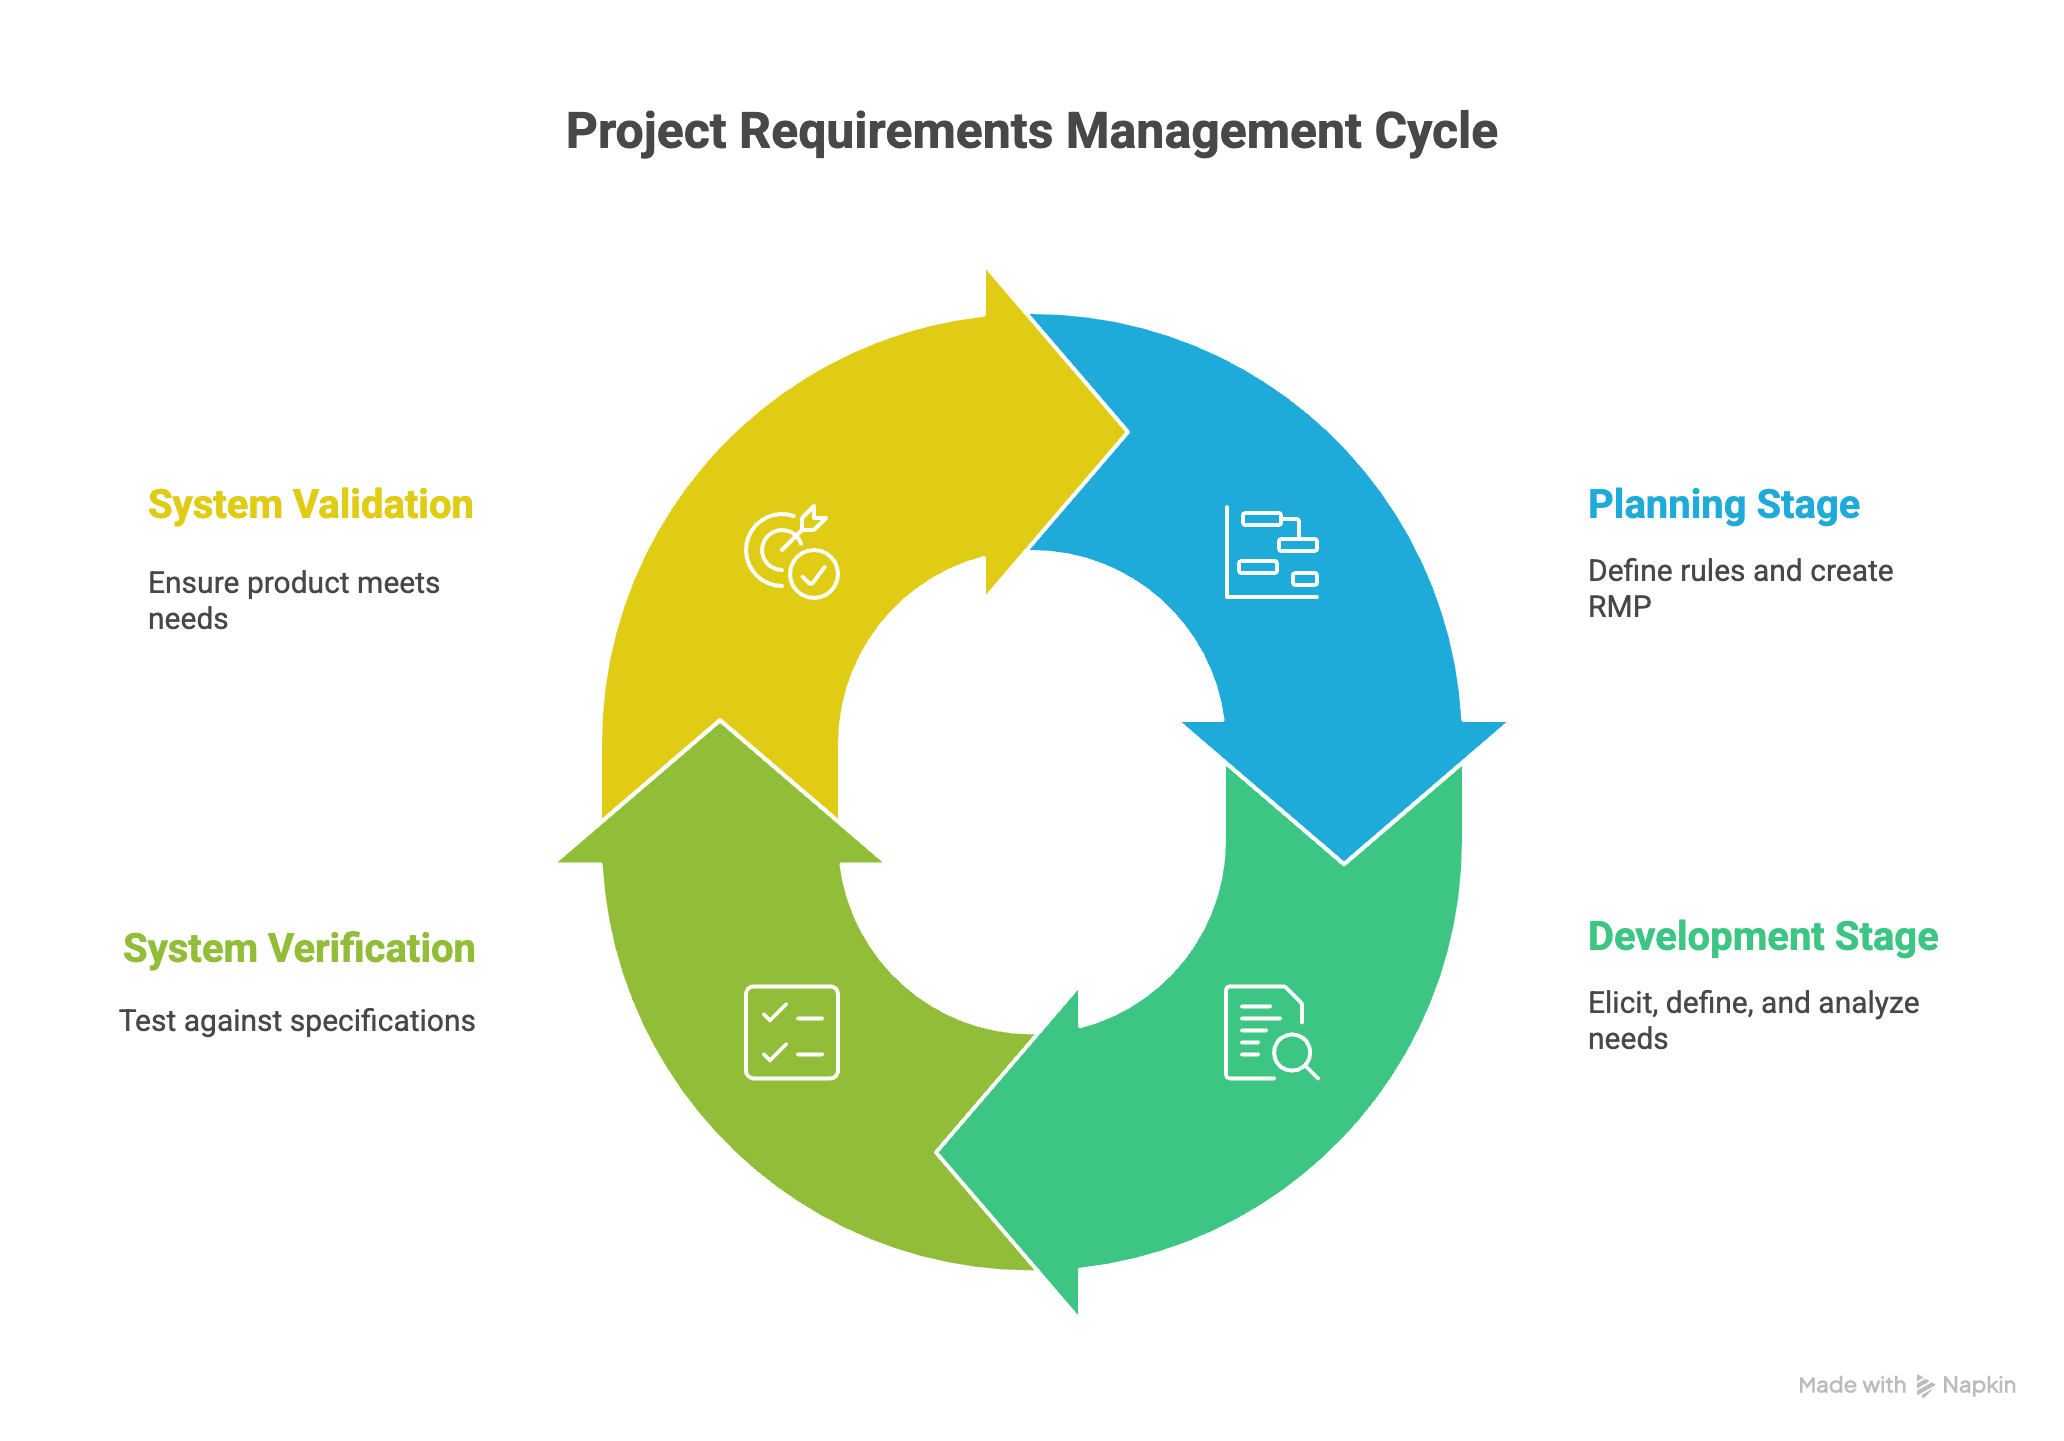 Project Requirements Management Cycle
System Validation
Ensure product meets
needs
Planning Stage
Define rules and create
RMP
System Verification
Test against specifications
Development Stage
Elicit, define, and analyze
needs
Made with Napkin